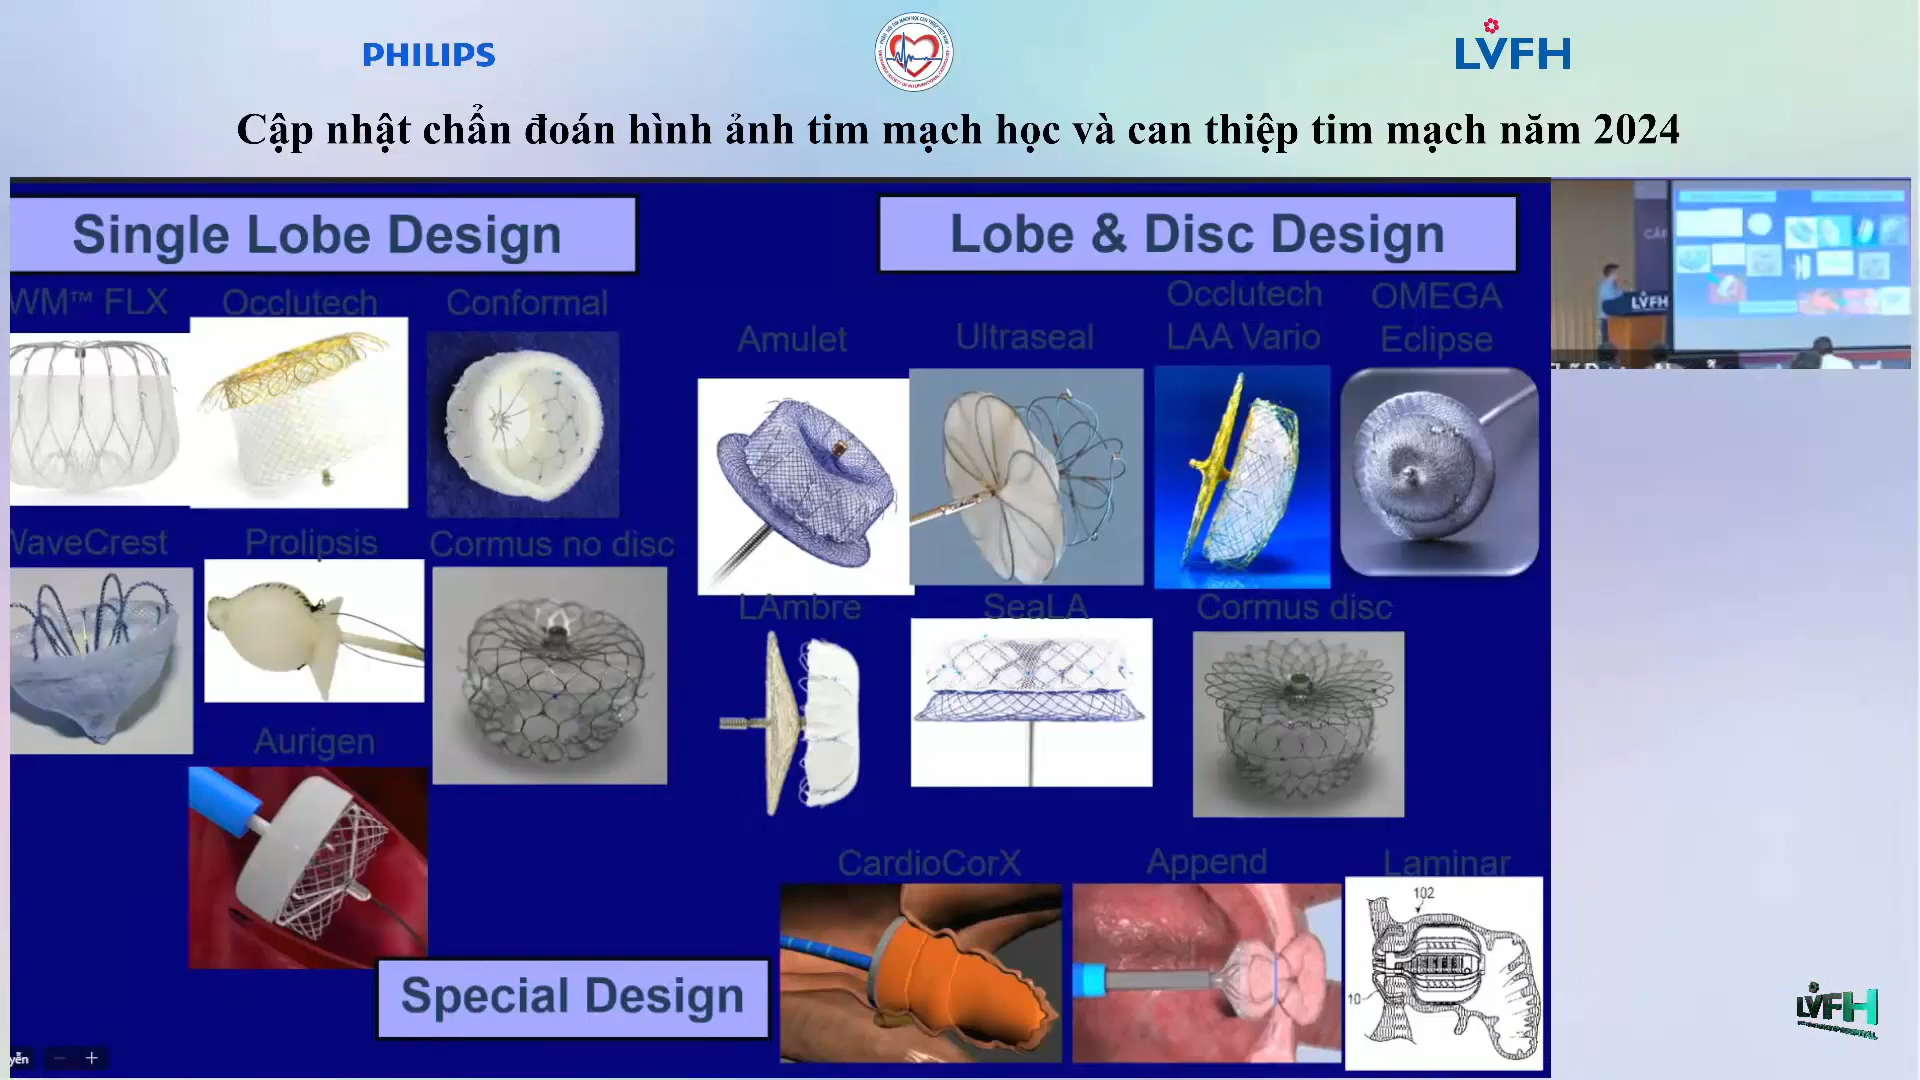 PHILIPS
LVFH
Cập nhật chẩn đoán hình ảnh tim mạch học và can thiệp tim mạch năm 2024
Single Lobe Design
Lobe & Disc Design
WM™ FLX
Occlutech
Conformal
Amulet
Ultraseal
Occlutech
LAA Vario
OMEGA
Eclipse
WaveCrest
Prolipsis
Cormus no disc
LAmbre
SeaLA
Cormus disc
Aurigen
CardioCorX
Append
Laminar
102
10
Special Design
LVFH
LVFH